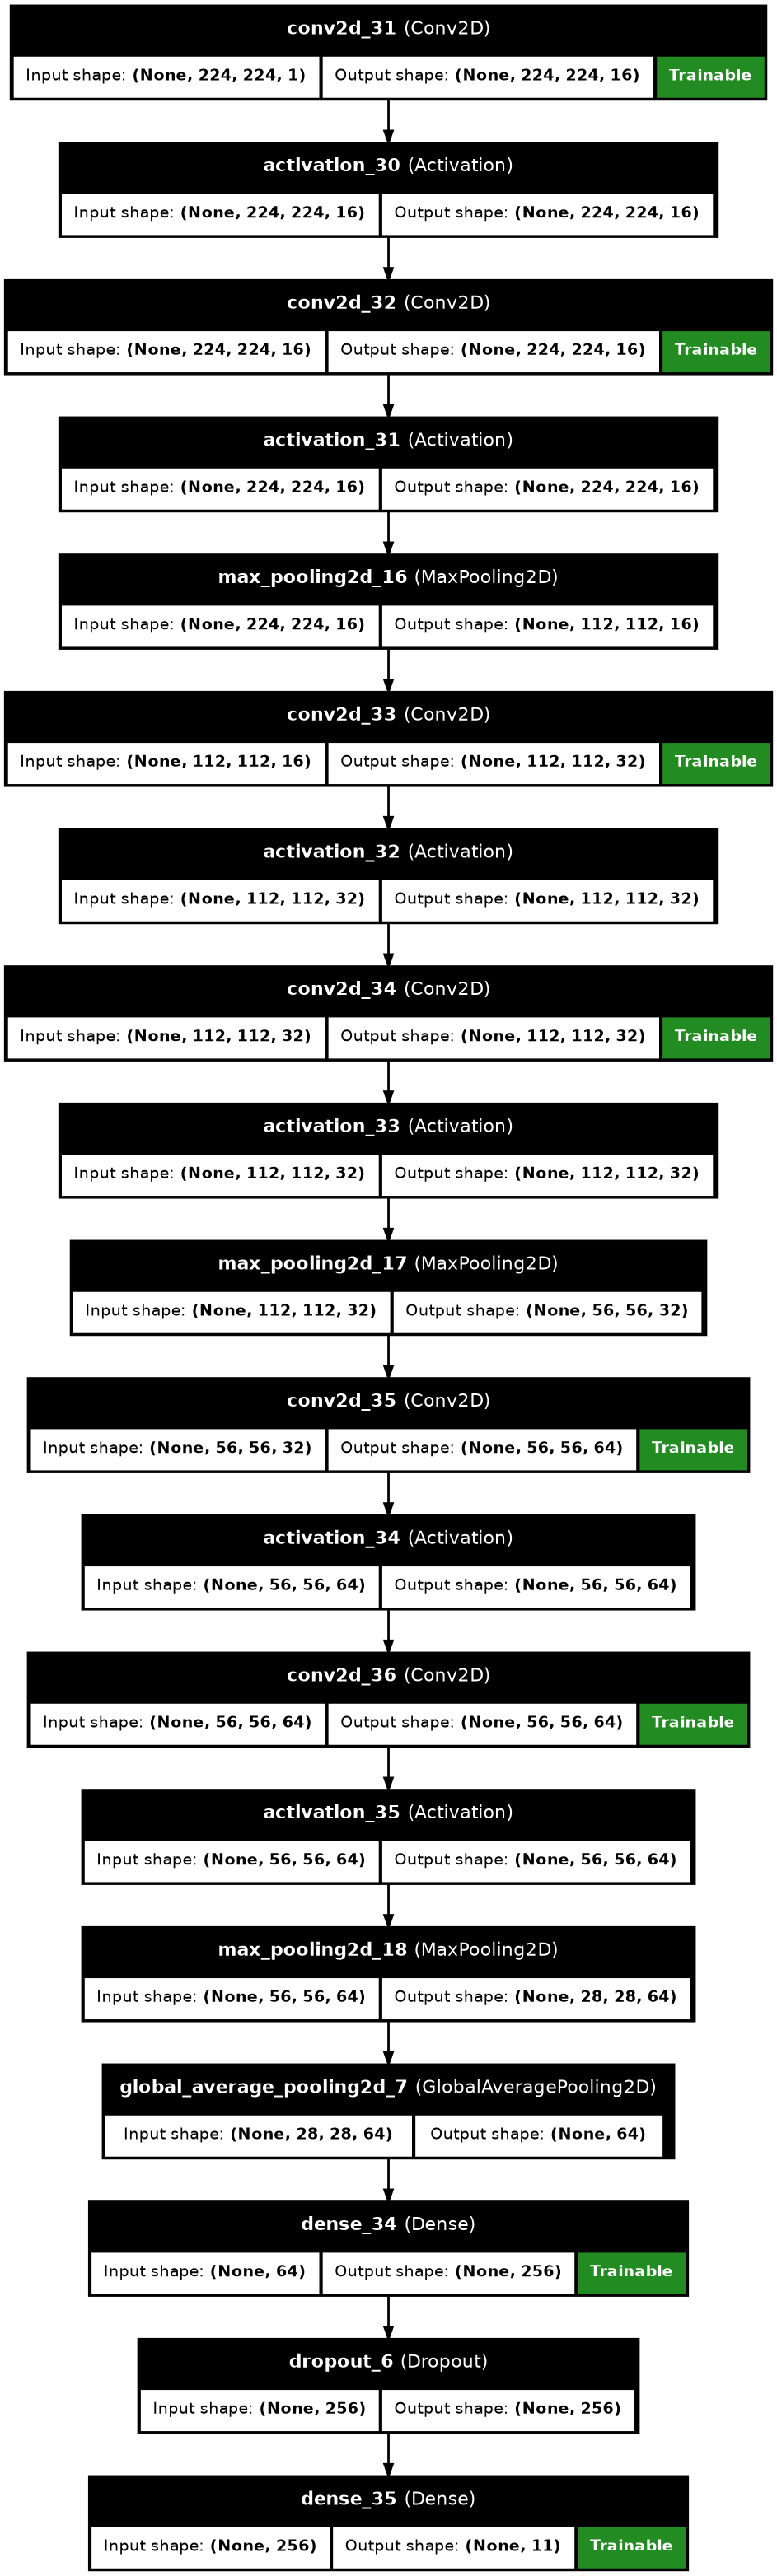 conv2d_31 (Conv2D)
Input shape: (None, 224, 224, 1) Output shape: (None, 224, 224, 16) Trainable
activation_30 (Activation)
Input shape: (None, 224, 224, 16) Output shape: (None, 224, 224, 16)
conv2d_32 (Conv2D)
Input shape: (None, 224, 224, 16) Output shape: (None, 224, 224, 16) Trainable
activation_31 (Activation)
Input shape: (None, 224, 224, 16) Output shape: (None, 224, 224, 16)
max_pooling2d_16 (MaxPooling2D)
Input shape: (None, 224, 224, 16) Output shape: (None, 112, 112, 16)
conv2d_33 (Conv2D)
Input shape: (None, 112, 112, 16) Output shape: (None, 112, 112, 32) Trainable
activation_32 (Activation)
Input shape: (None, 112, 112, 32) Output shape: (None, 112, 112, 32)
conv2d_34 (Conv2D)
Input shape: (None, 112, 112, 32) Output shape: (None, 112, 112, 32) Trainable
activation_33 (Activation)
Input shape: (None, 112, 112, 32) Output shape: (None, 112, 112, 32)
max_pooling2d_17 (MaxPooling2D)
Input shape: (None, 112, 112, 32) Output shape: (None, 56, 56, 32)
conv2d_35 (Conv2D)
Input shape: (None, 56, 56, 32) Output shape: (None, 56, 56, 64) Trainable
activation_34 (Activation)
Input shape: (None, 56, 56, 64) Output shape: (None, 56, 56, 64)
conv2d_36 (Conv2D)
Input shape: (None, 56, 56, 64) Output shape: (None, 56, 56, 64) Trainable
activation_35 (Activation)
Input shape: (None, 56, 56, 64) Output shape: (None, 56, 56, 64)
max_pooling2d_18 (MaxPooling2D)
Input shape: (None, 56, 56, 64) Output shape: (None, 28, 28, 64)
global_average_pooling2d_7 (GlobalAveragePooling2D)
Input shape: (None, 28, 28, 64) Output shape: (None, 64)
dense_34 (Dense)
Input shape: (None, 64) Output shape: (None, 256) Trainable
dropout_6 (Dropout)
Input shape: (None, 256) Output shape: (None, 256)
dense_35 (Dense)
Input shape: (None, 256) Output shape: (None, 11) Trainable